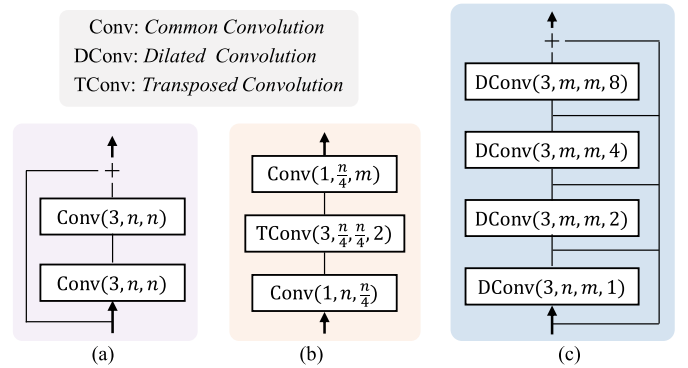 Conv: Common Convolution
DConv: Dilated Convolution
TConv: Transposed Convolution
+
Conv(3, n, n)
Conv(3, n, n)
(a)
Conv(1, n/4, m)
TConv(3, n/4, n/4, 2)
Conv(1, n, n/4)
(b)
+
DConv(3, m, m, 8)
DConv(3, m, m, 4)
DConv(3, m, m, 2)
DConv(3, n, m, 1)
(c)